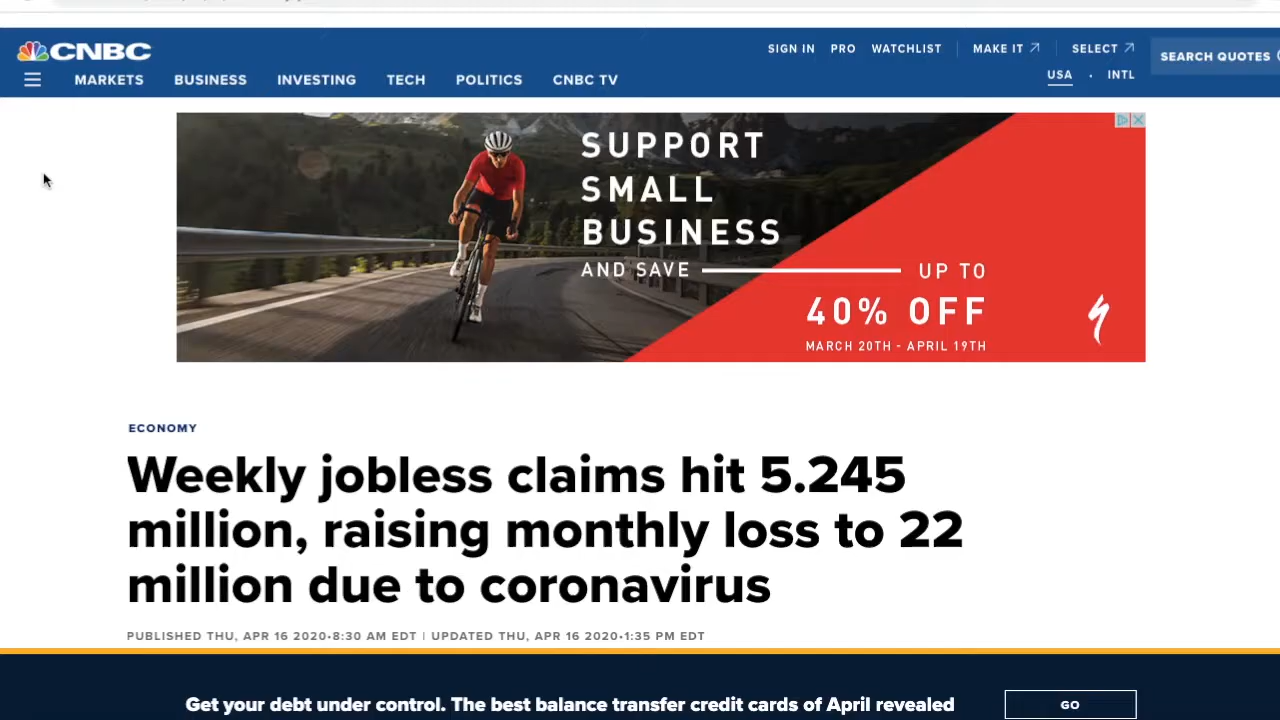 CNBC
SIGN IN PRO WATCHLIST MAKE IT SELECT
SEARCH QUOTES
USA · INTL
MARKETS BUSINESS INVESTING TECH POLITICS CNBC TV
SUPPORT
SMALL
BUSINESS
AND SAVE UP TO
40% OFF
MARCH 20TH - APRIL 19TH
ECONOMY
Weekly jobless claims hit 5.245
million, raising monthly loss to 22
million due to coronavirus
PUBLISHED THU, APR 16 2020•8:30 AM EDT | UPDATED THU, APR 16 2020•1:35 PM EDT
Get your debt under control. The best balance transfer credit cards of April revealed
GO